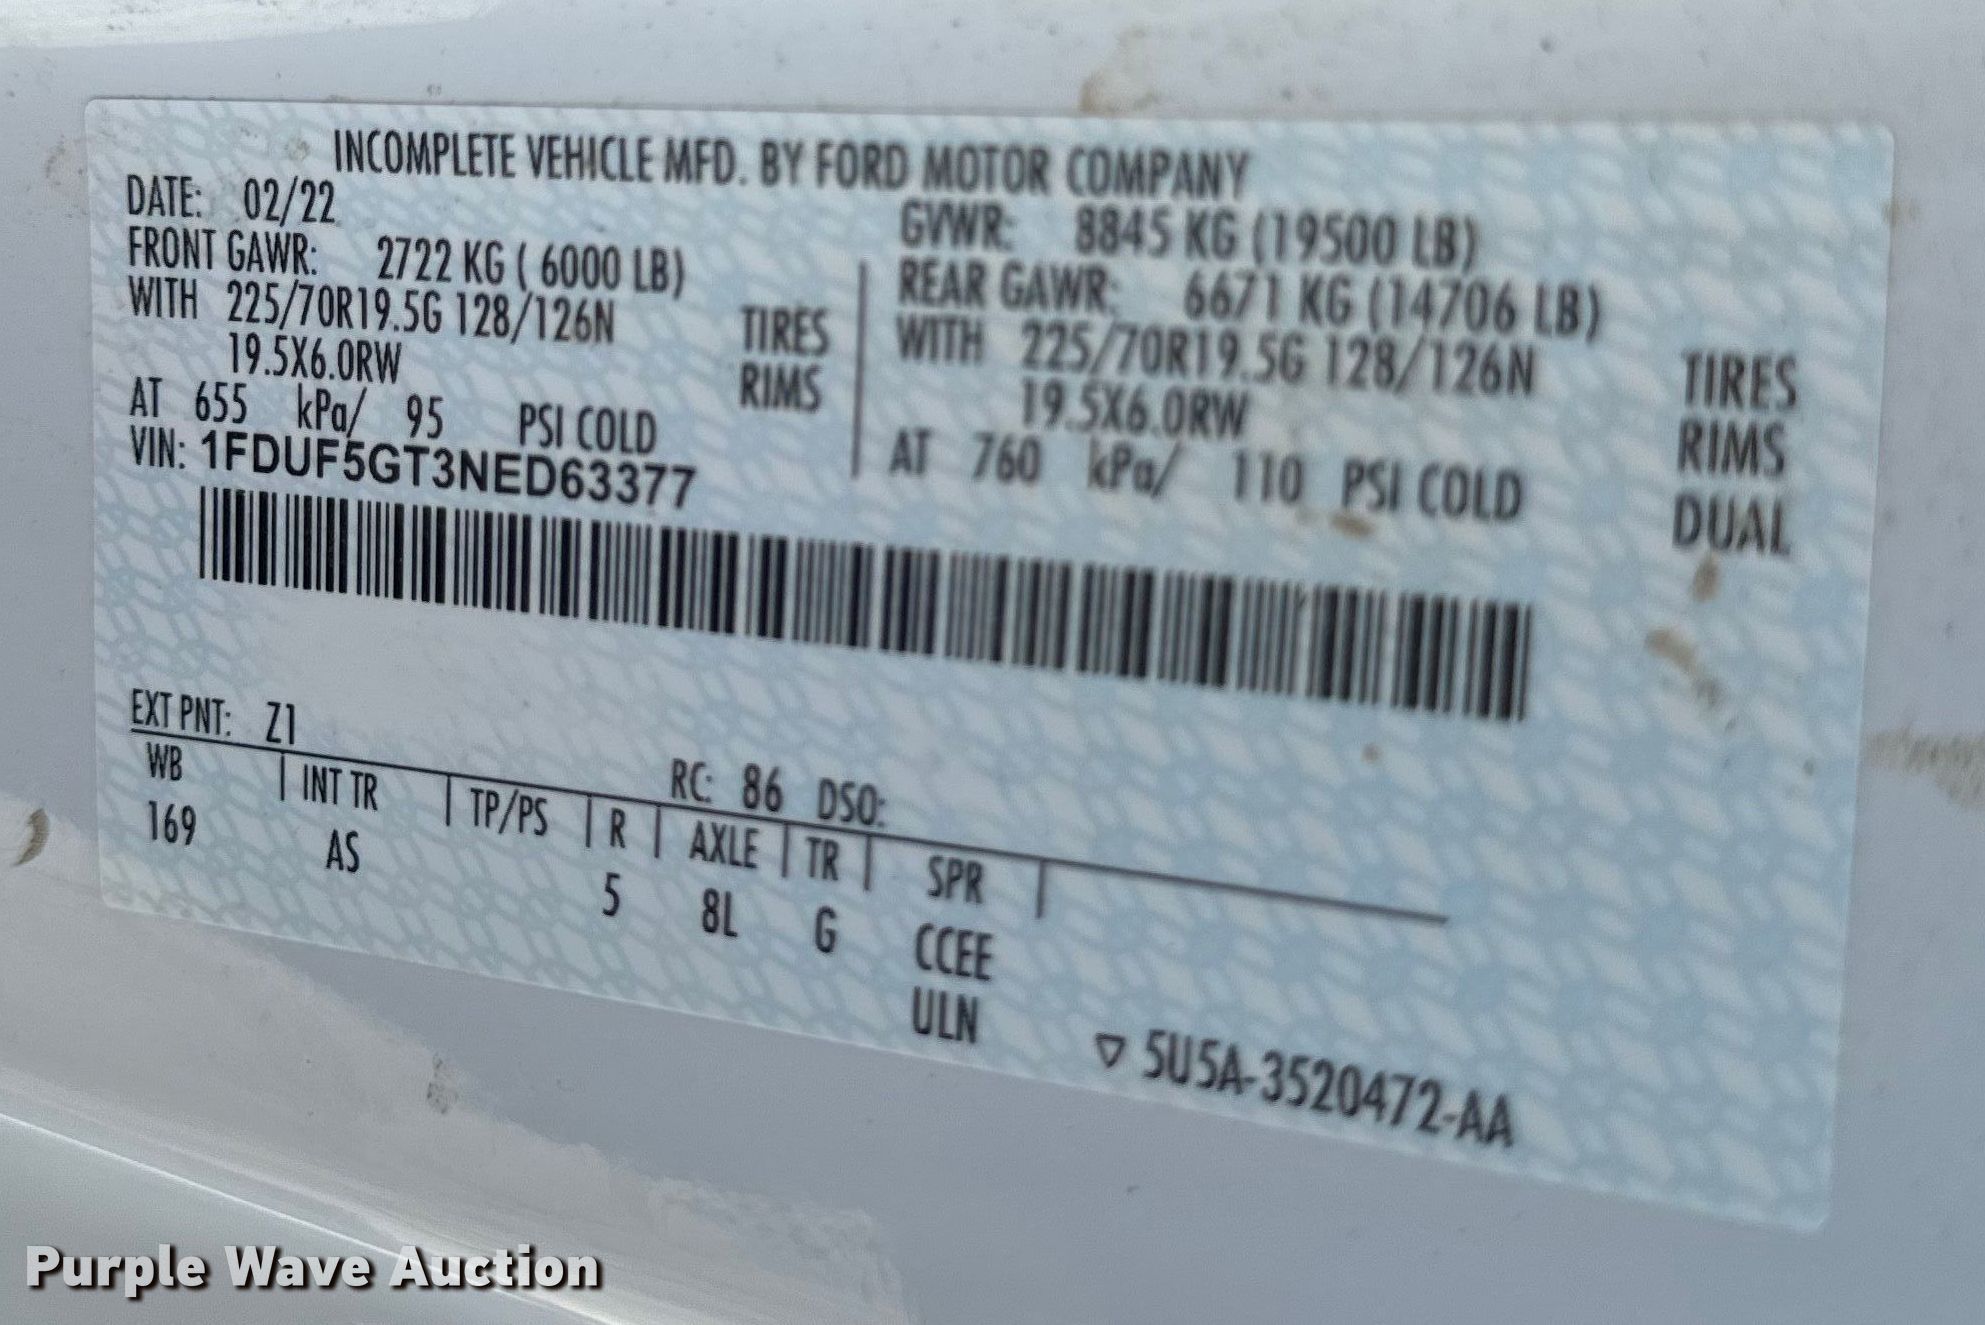 INCOMPLETE VEHICLE MFD. BY FORD MOTOR COMPANY
DATE: 02/22
GVWR: 8845 KG (19500 LB)
FRONT GAWR: 2722 KG ( 6000 LB)
REAR GAWR: 6671 KG (14706 LB)
WITH 225/70R19.5G 128/126N TIRES
WITH 225/70R19.5G 128/126N TIRES
19.5X6.0RW RIMS
19.5X6.0RW RIMS
AT 655 kPa/ 95 PSI COLD
AT 760 kPa/ 110 PSI COLD DUAL
VIN: 1FDUF5GT3NED63377
EXT PNT: Z1 RC: 86 DSO:
WB | INT TR | TP/PS | R | AXLE | TR | SPR |
169 AS 5 8L G CCEE
ULN
▽ 5U5A-3520472-AA
Purple Wave Auction